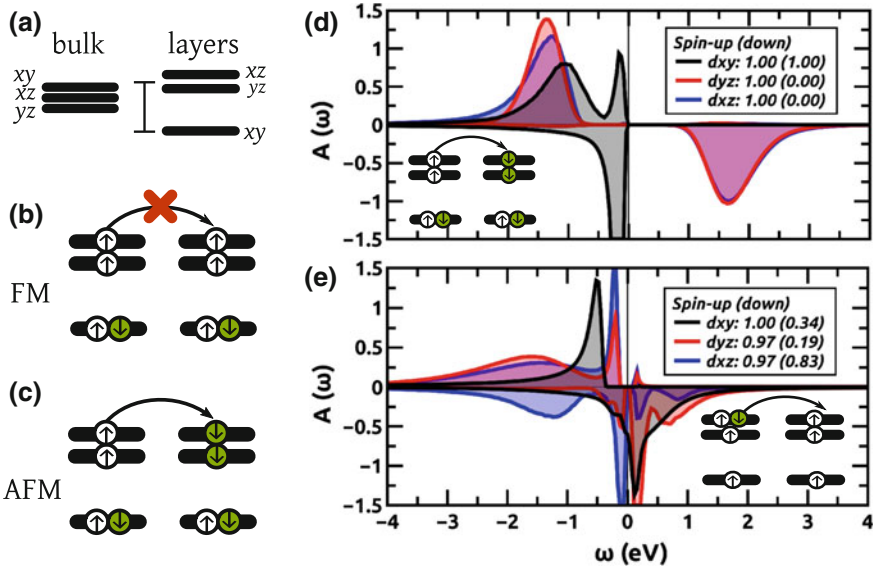 (a)
bulk
layers
xy
xz
yz
xz
yz
xy
(b)
FM
(c)
AFM
(d)
A (ω)
1.5
1
0.5
0
−0.5
−1
−1.5
Spin-up (down)
dxy: 1.00 (1.00)
dyz: 1.00 (0.00)
dxz: 1.00 (0.00)
(e)
A (ω)
1.5
1
0.5
0
−0.5
−1
−1.5
Spin-up (down)
dxy: 1.00 (0.34)
dyz: 0.97 (0.19)
dxz: 0.97 (0.83)
−4 −3 −2 −1 0 1 2 3 4
ω (eV)